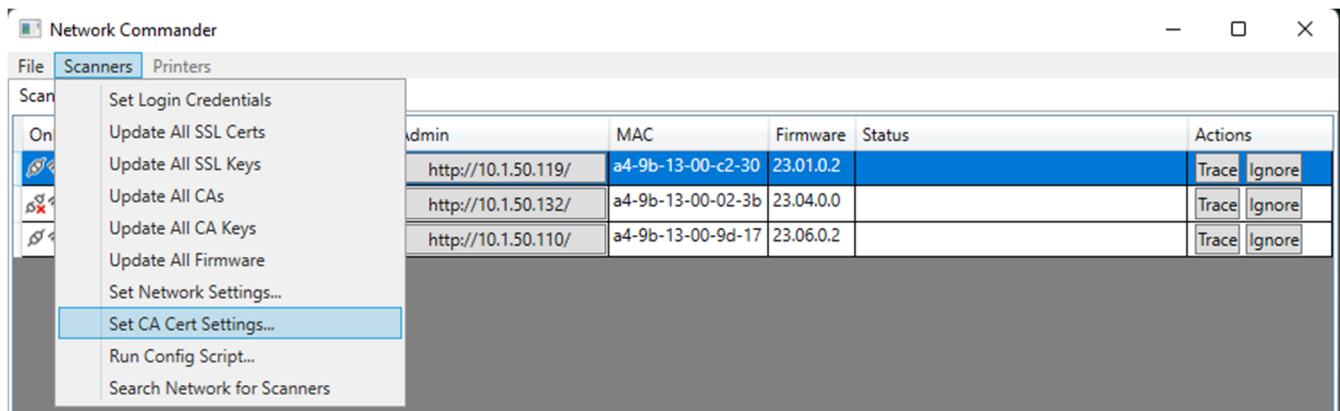 Network Commander
File Scanners Printers
Scan
Set Login Credentials
Update All SSL Certs
Update All SSL Keys
Update All CAs
Update All CA Keys
Update All Firmware
Set Network Settings...
Set CA Cert Settings...
Run Config Script...
Search Network for Scanners
On Admin MAC Firmware Status Actions
http://10.1.50.119/ a4-9b-13-00-c2-30 23.01.0.2 Trace Ignore
http://10.1.50.132/ a4-9b-13-00-02-3b 23.04.0.0 Trace Ignore
http://10.1.50.110/ a4-9b-13-00-9d-17 23.06.0.2 Trace Ignore